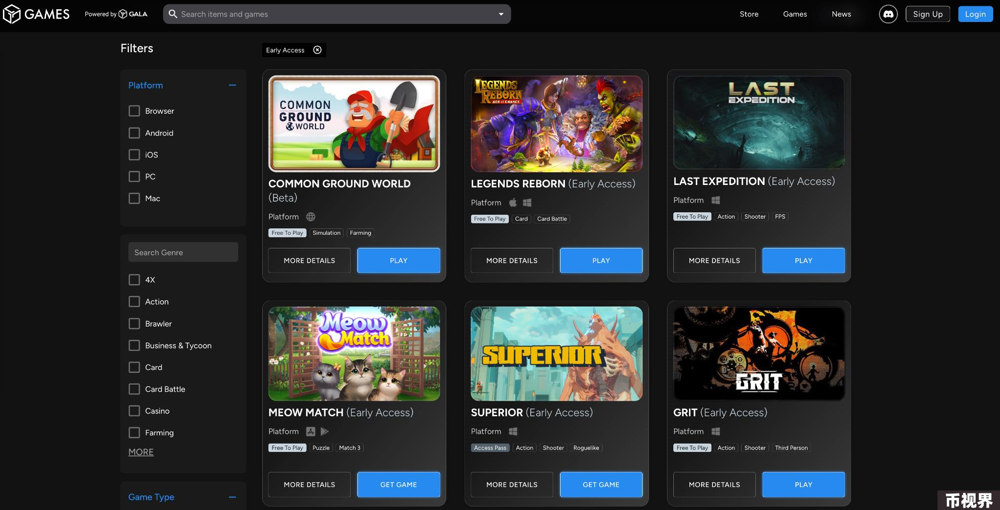 GAMES
Powered by GALA
Search items and games
Store
Games
News
Sign Up
Login
Filters
Early Access
Platform
Browser
Android
iOS
PC
Mac
Search Genre
4X
Action
Brawler
Business & Tycoon
Card
Card Battle
Casino
Farming
MORE
Game Type
COMMON
GROUND
WORLD
COMMON GROUND WORLD
(Beta)
Platform
Free To Play Simulation Farming
MORE DETAILS PLAY
LEGENDS
REBORN
AGE OF CHANCE
LEGENDS REBORN (Early Access)
Platform
Free To Play Card Card Battle
MORE DETAILS PLAY
LAST
EXPEDITION
LAST EXPEDITION (Early Access)
Platform
Free To Play Action Shooter FPS
MORE DETAILS PLAY
Meow
Match
MEOW MATCH (Early Access)
Platform
Free To Play Puzzle Match 3
MORE DETAILS GET GAME
SUPERIOR
SUPERIOR (Early Access)
Platform
Access Pass Action Shooter Roguelike
MORE DETAILS GET GAME
GRIT
GRIT (Early Access)
Platform
Free To Play Action Shooter Third Person
MORE DETAILS PLAY
币视界